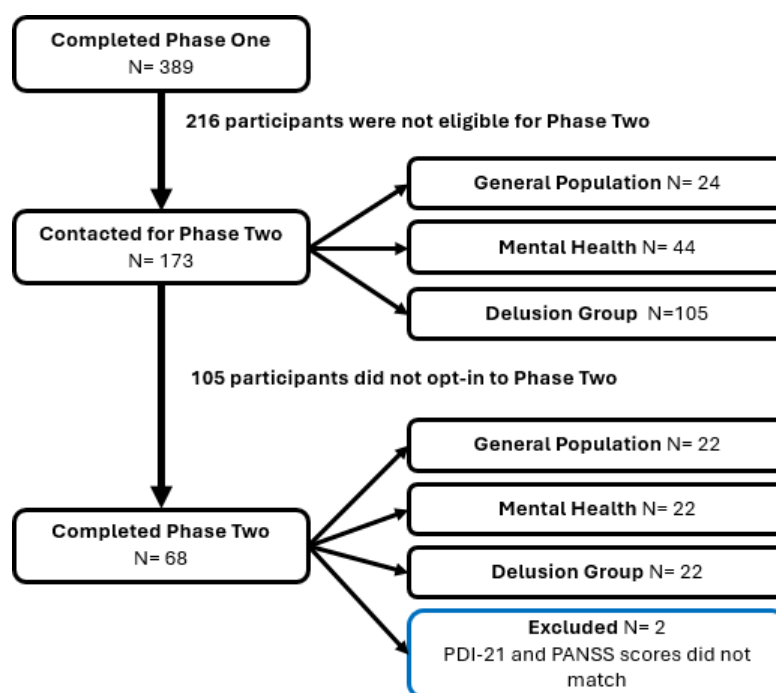 Completed Phase One
N= 389
216 participants were not eligible for Phase Two
General Population N= 24
Contacted for Phase Two
N= 173
Mental Health N= 44
Delusion Group N=105
105 participants did not opt-in to Phase Two
General Population N= 22
Mental Health N= 22
Completed Phase Two
N= 68
Delusion Group N= 22
Excluded N= 2
PDI-21 and PANSS scores did not
match